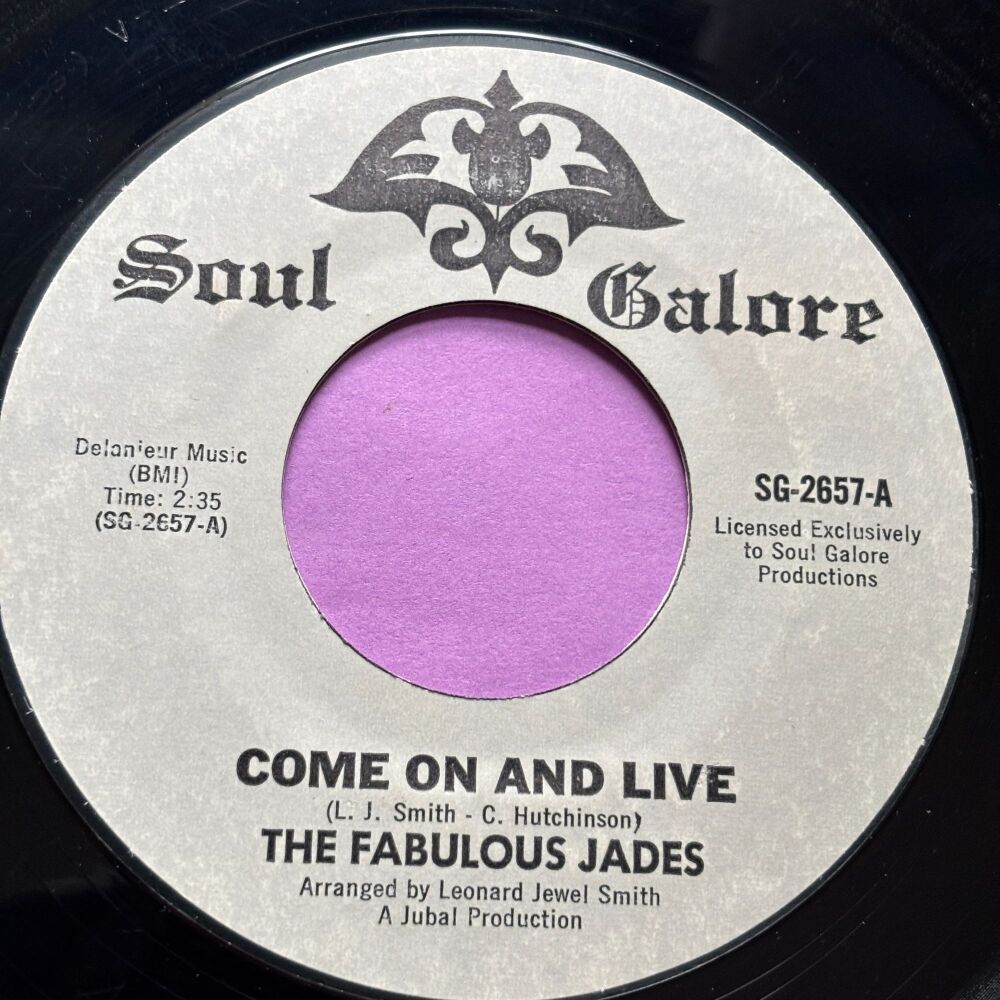 Soul Galore
Delanieur Music
(BMI)
Time: 2:35
(SG-2657-A)
SG-2657-A
Licensed Exclusively
to Soul Galore
Productions
COME ON AND LIVE
(L. J. Smith - C. Hutchinson)
THE FABULOUS JADES
Arranged by Leonard Jewel Smith
A Jubal Production